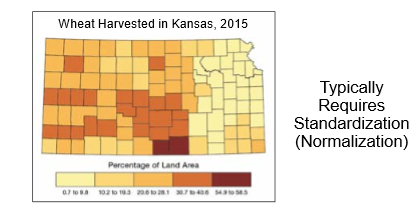 Wheat Harvested in Kansas, 2015
Typically
Requires
Standardization
(Normalization)
Percentage of Land Area
0.7 to 9.8 10.2 to 19.3 20.6 to 28.1 30.7 to 40.6 54.9 to 58.5